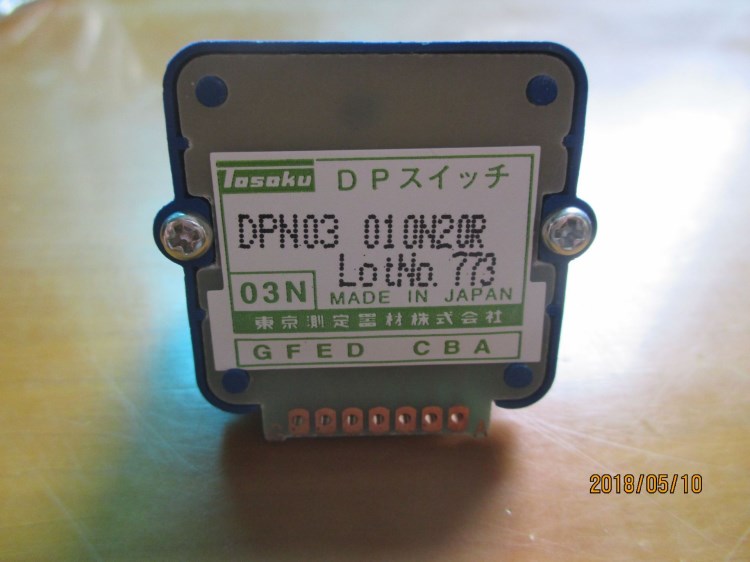 Tosoku DPスイッチ
DPN03 010N20R
LotNo. 773
03N MADE IN JAPAN
東京測定器材株式会社
GFED CBA
A
2018/05/10